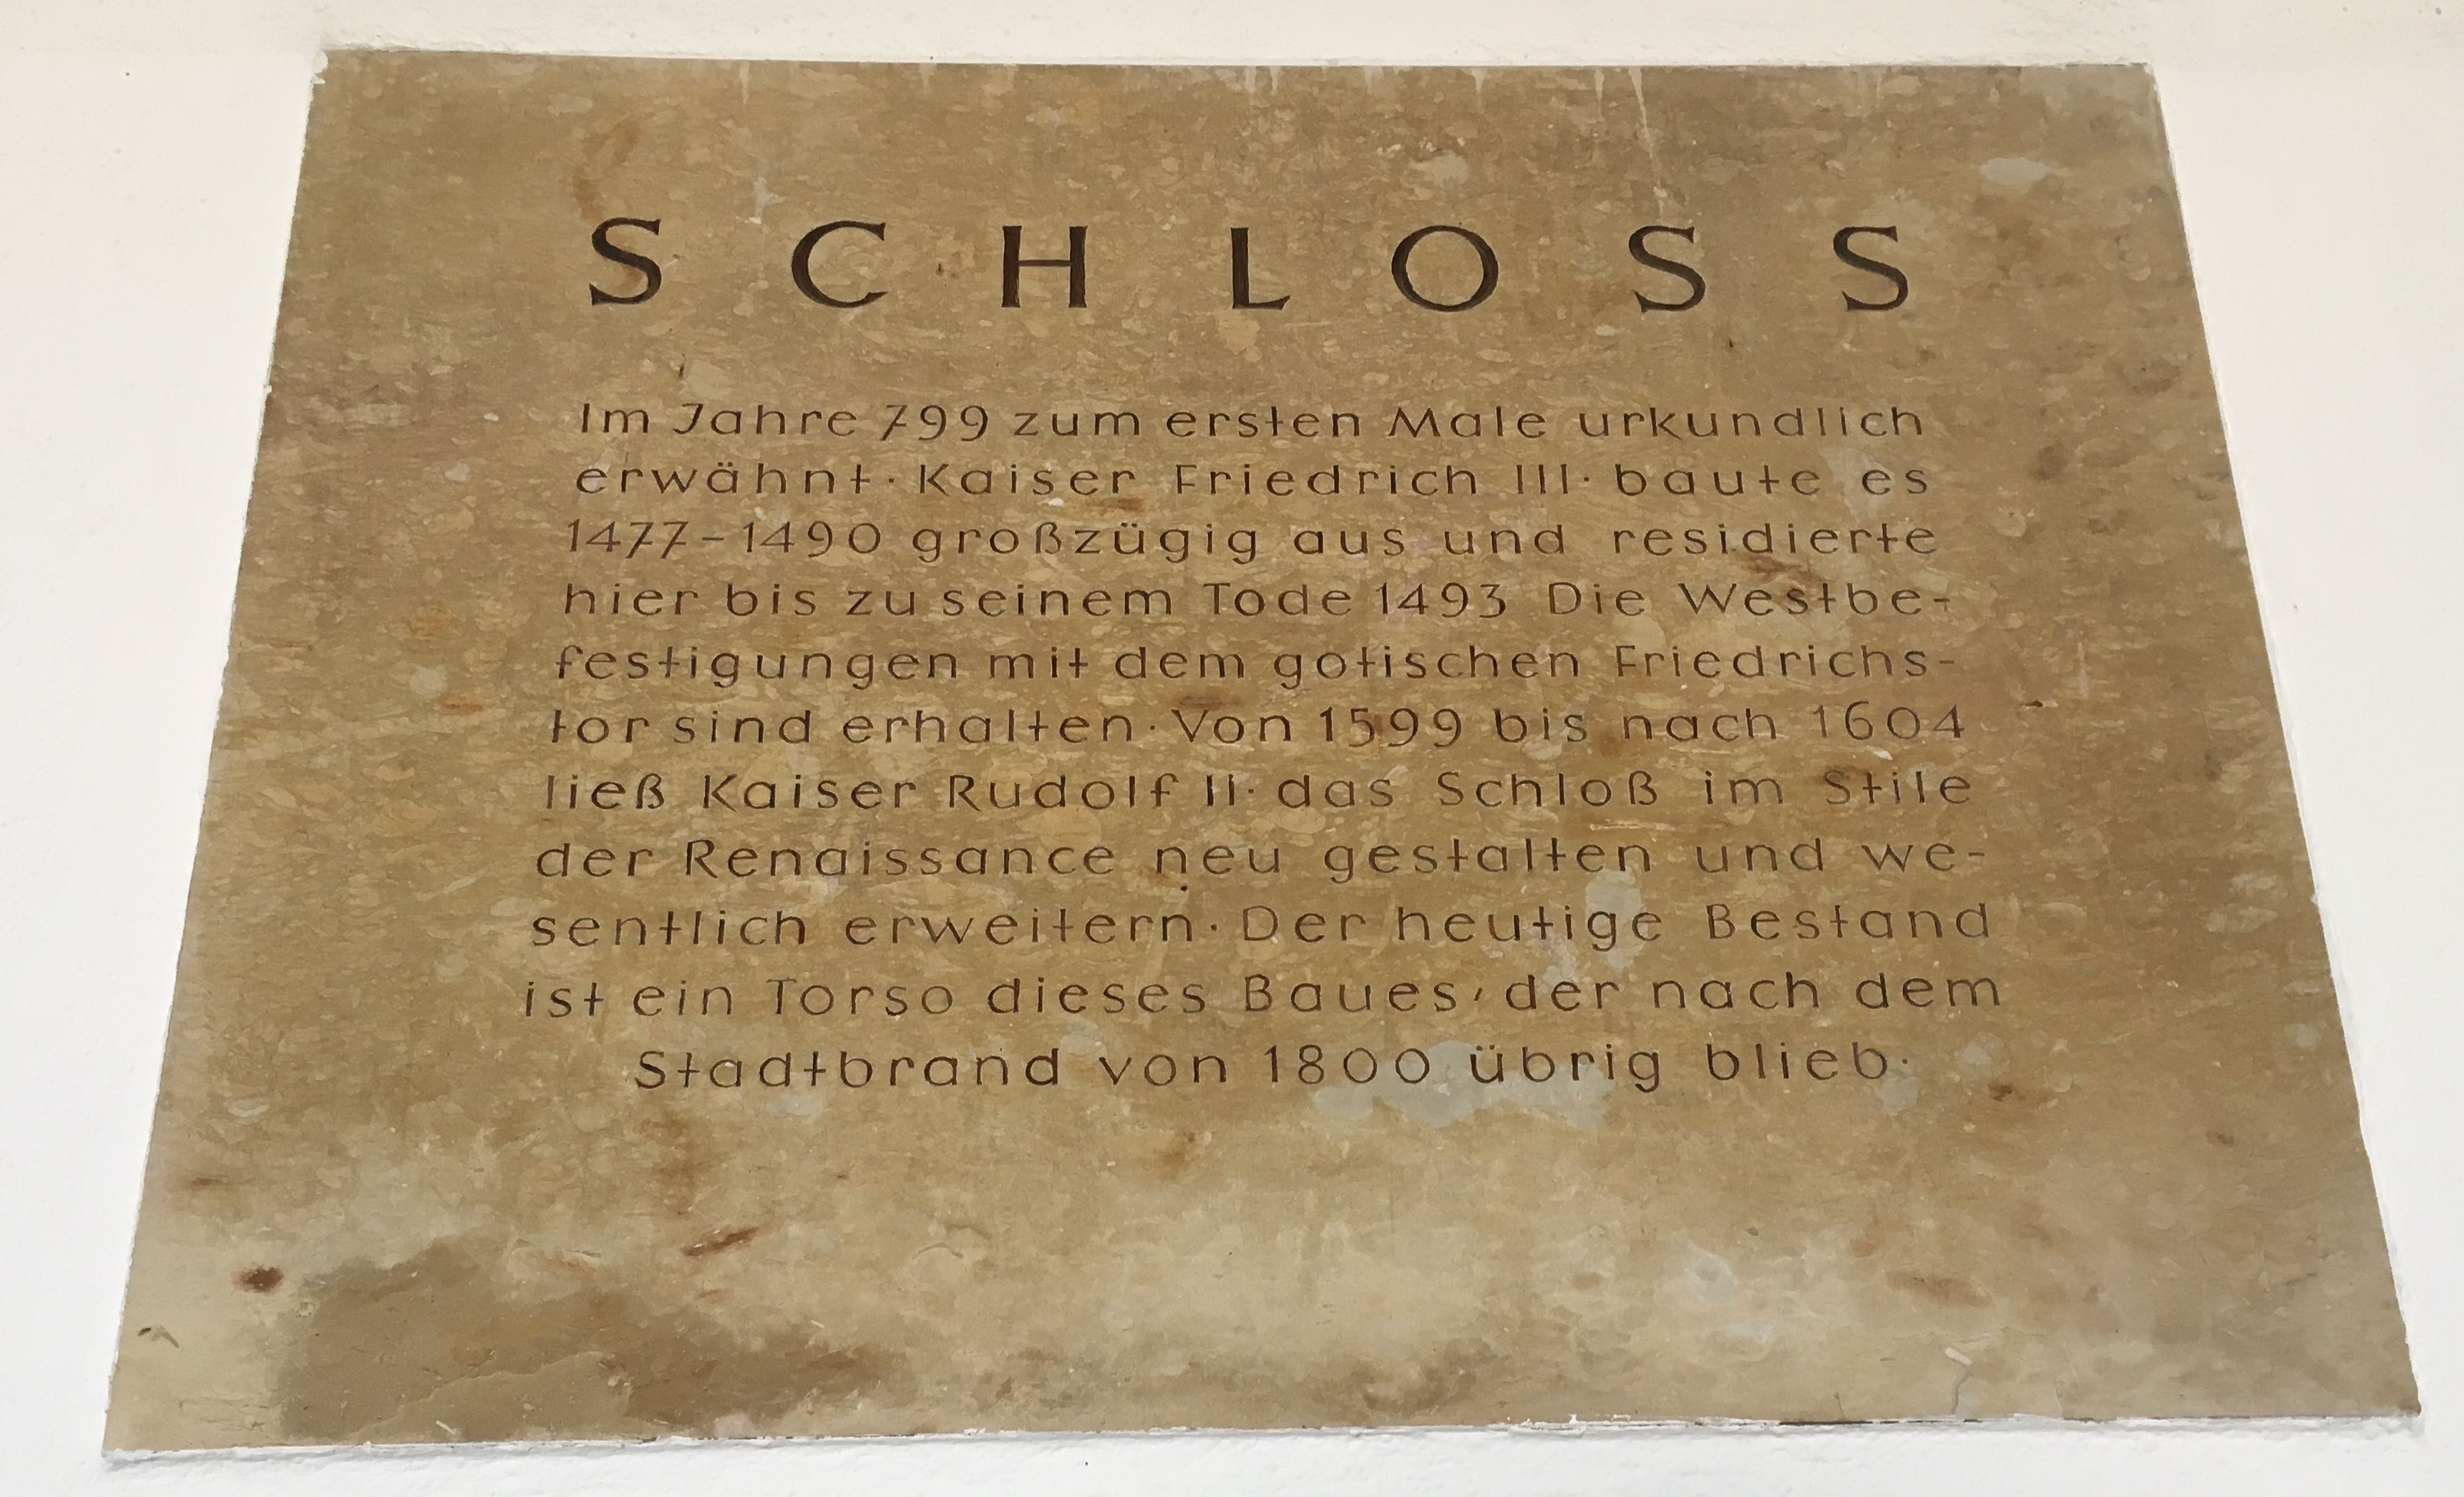 SCHLOSS
Im Jahre 799 zum ersten Male urkundlich
erwähnt· Kaiser Friedrich III· baute es
1477-1490 großzügig aus und residierte
hier bis zu seinem Tode 1493 Die Westbe-
festigungen mit dem gotischen Friedrichs-
tor sind erhalten· Von 1599 bis nach 1604
ließ Kaiser Rudolf II· das Schloß im Stile
der Renaissance neu gestalten und we-
sentlich erweitern· Der heutige Bestand
ist ein Torso dieses Baues, der nach dem
Stadtbrand von 1800 übrig blieb·